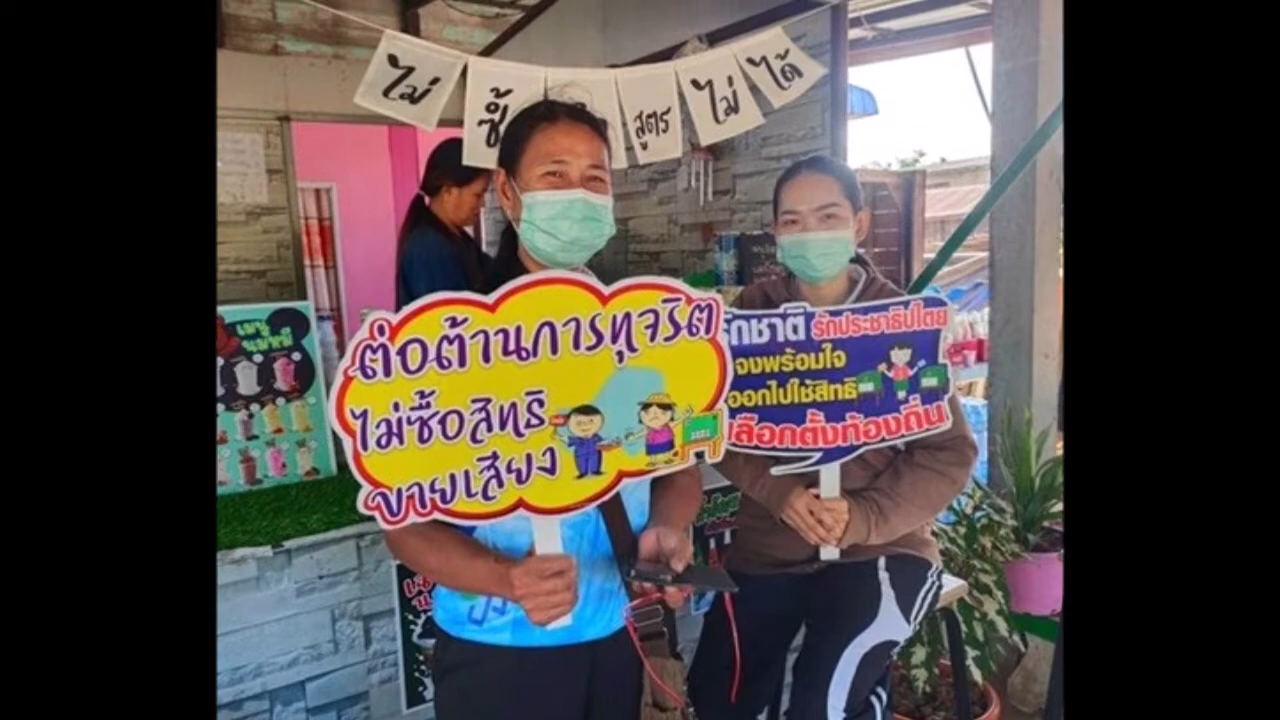 ไม่
ซื้
สูตร
ไม่
ได้
ต่อต้านการทุจริต
ไม่ซื้อสิทธิ
ขายเสียง
รักชาติ รักประชาธิปไตย
จงพร้อมใจ
ออกไปใช้สิทธิ
เลือกตั้งท้องถิ่น
เมนู